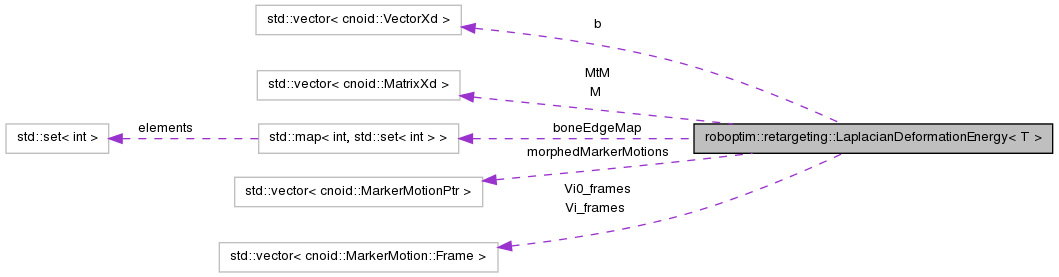 std::vector< cnoid::VectorXd >
b
std::vector< cnoid::MatrixXd >
MtM
M
std::set< int >
elements
std::map< int, std::set< int > >
boneEdgeMap
roboptim::retargeting::LaplacianDeformationEnergy< T >
morphedMarkerMotions
std::vector< cnoid::MarkerMotionPtr >
Vi0_frames
Vi_frames
std::vector< cnoid::MarkerMotion::Frame >